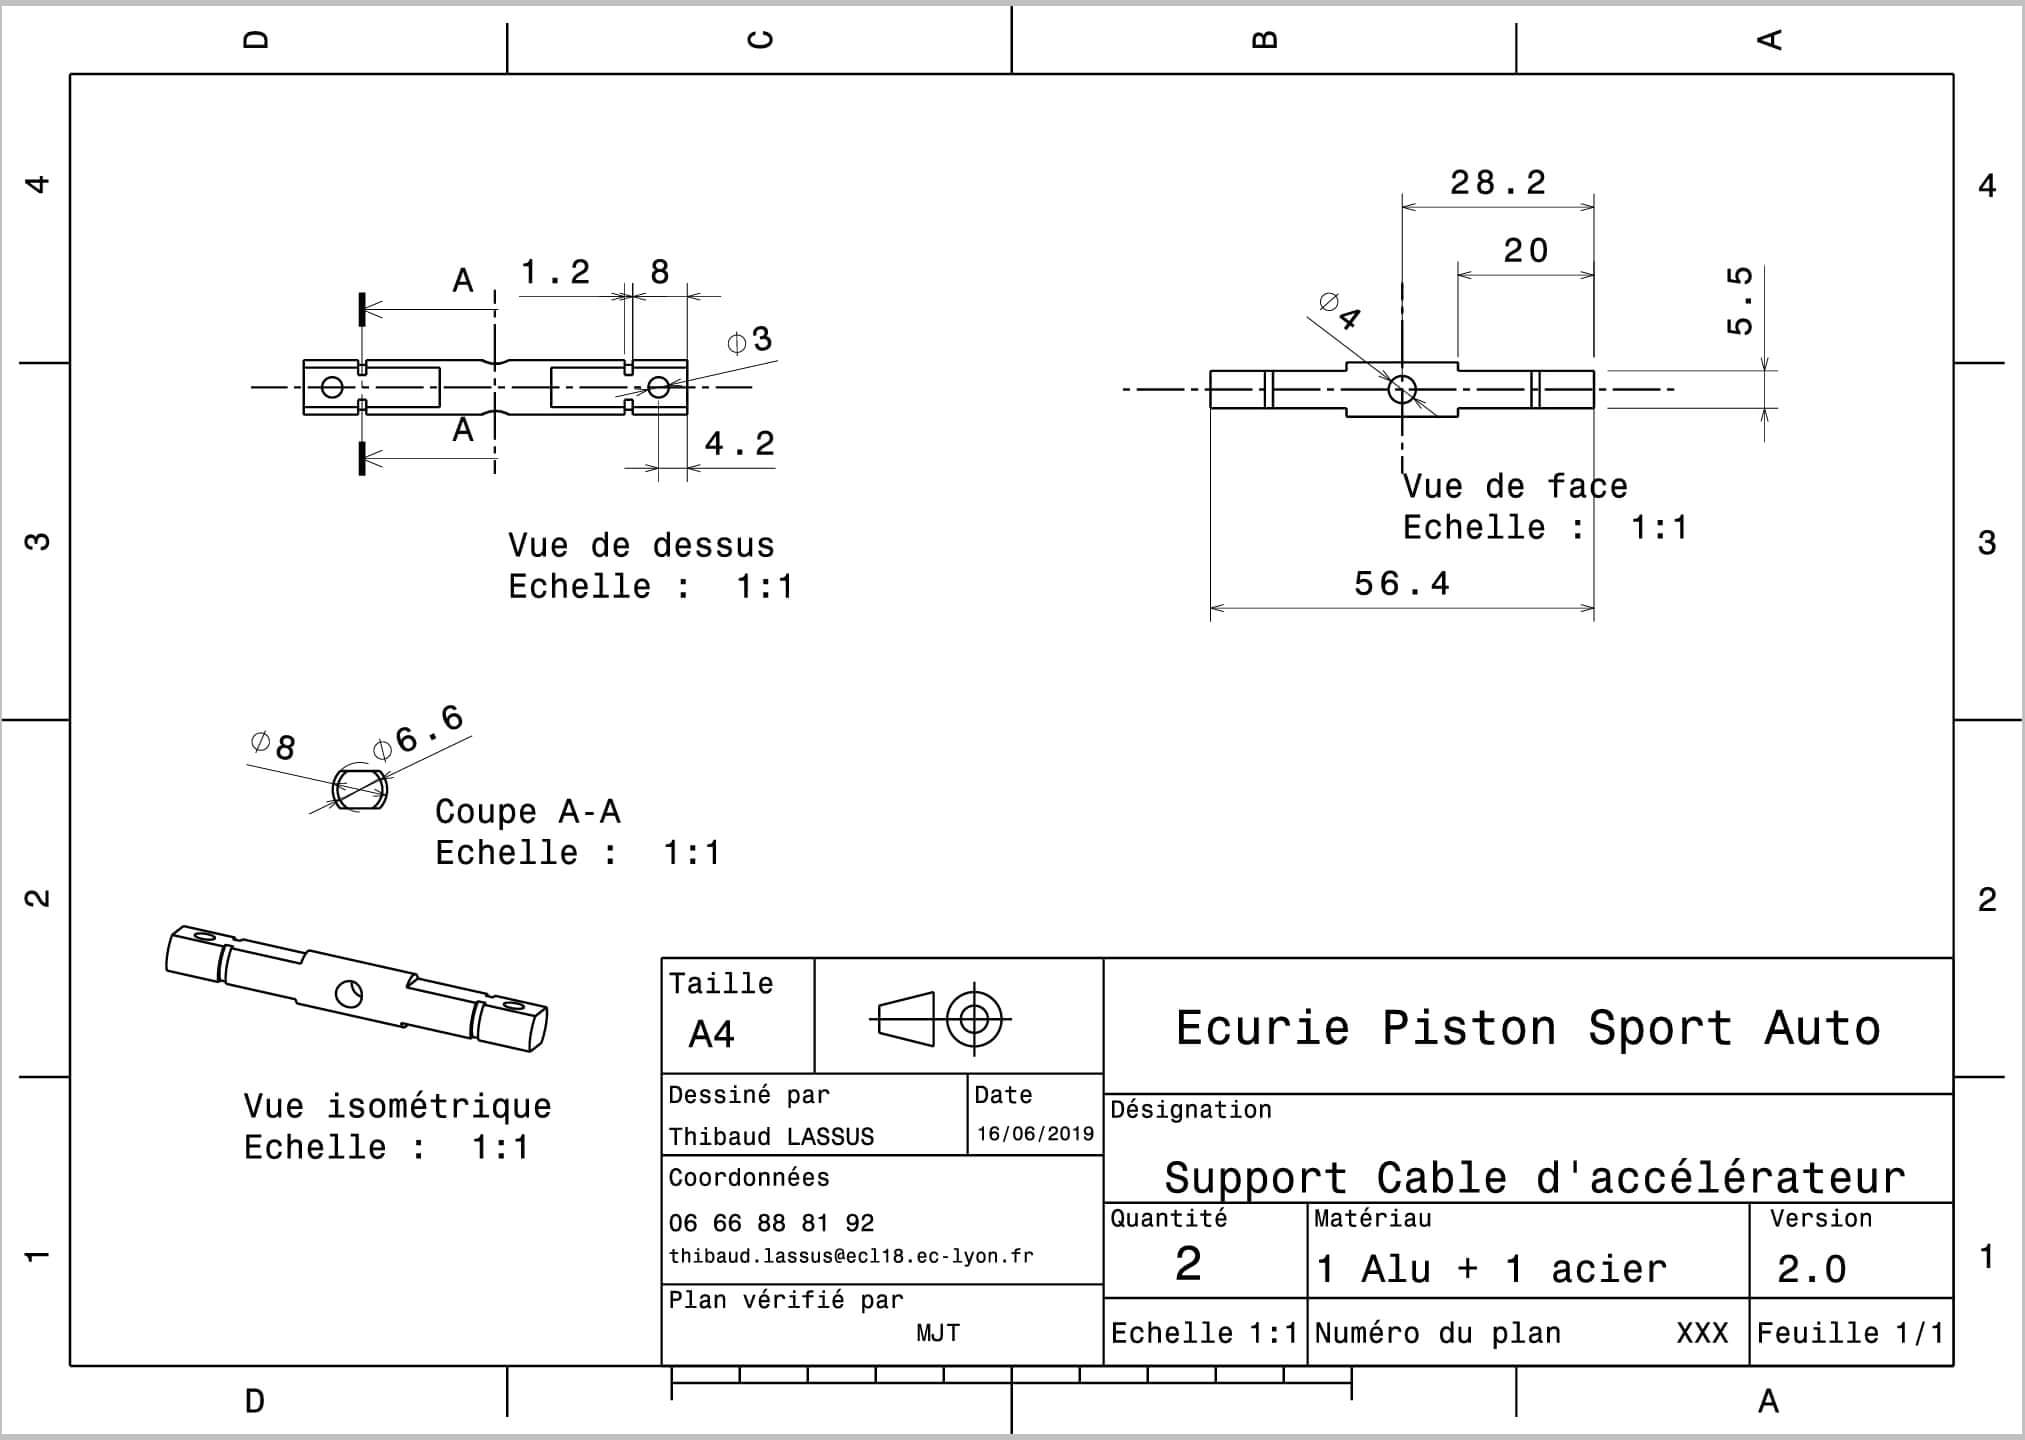 D C B A
4
4
28.2
20
5.5
⌀4
A
1.2
8
⌀3
A
4.2
Vue de face
Echelle : 1:1
3
3
Vue de dessus
Echelle : 1:1
56.4
⌀8
⌀6.6
Coupe A-A
Echelle : 1:1
2
2
Vue isométrique
Echelle : 1:1
Taille
A4
Ecurie Piston Sport Auto
Dessiné par
Thibaud LASSUS
Date
16/06/2019
Désignation
Support Cable d'accélérateur
Coordonnées
06 66 88 81 92
thibaud.lassus@ecl18.ec-lyon.fr
Quantité
2
Matériau
1 Alu + 1 acier
Version
2.0
Plan vérifié par
MJT
Echelle 1:1
Numéro du plan XXX
Feuille 1/1
1
1
D A